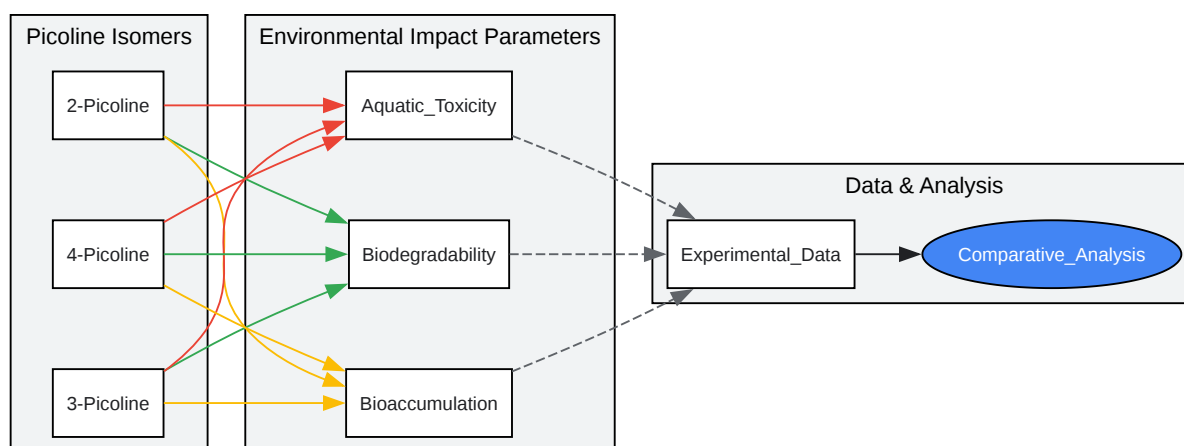 Picoline Isomers
2-Picoline
4-Picoline
3-Picoline
Environmental Impact Parameters
Aquatic_Toxicity
Biodegradability
Bioaccumulation
Data & Analysis
Experimental_Data
Comparative_Analysis